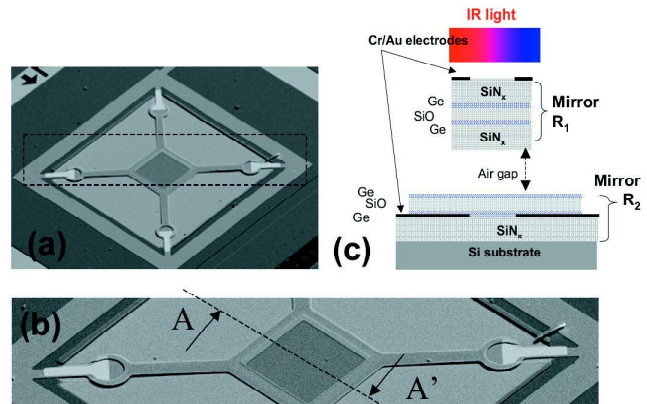 (a)
(c)
IR light
Cr/Au electrodes
SiNx
Ge
SiO
Ge
SiNx
Mirror
R1
Air gap
Ge
SiO
Ge
Mirror
R2
SiNx
Si substrate
(b)
A
A’